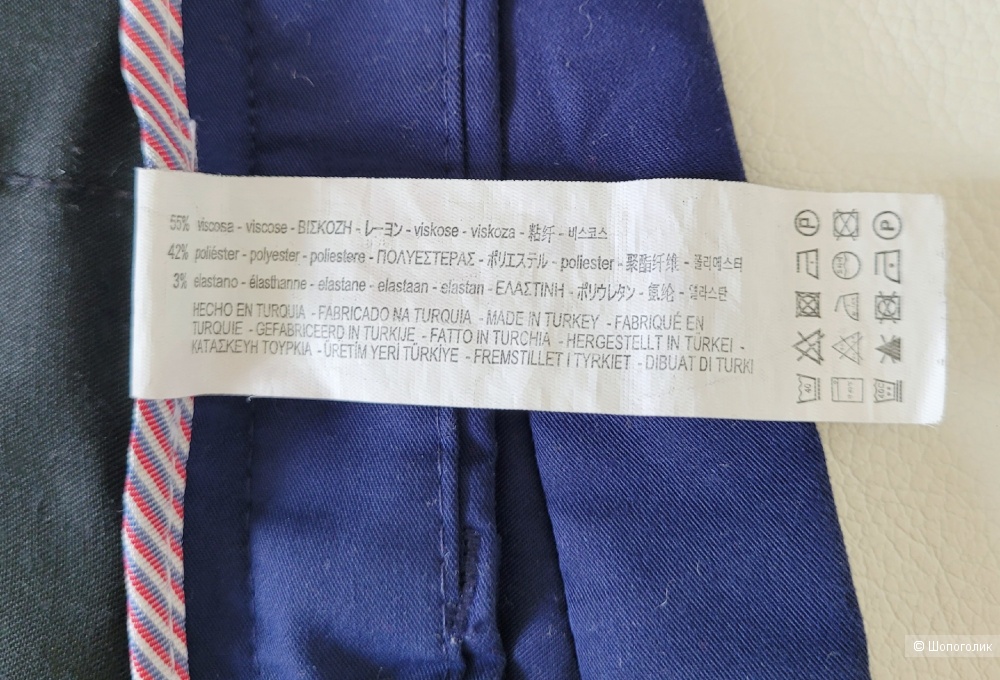 55% viscosa - viscose - ΒΙΣΚΟΖΗ - レーヨン - viskose - viskoza - 粘纤 - 비스코스
42% poliéster - polyester - poliestere - ΠΟΛΥΕΣΤΕΡΑΣ - ポリエステル - poliester - 聚酯纤维 - 폴리에스터
3% elastano - élasthanne - elastane - elastaan - elastan - ΕΛΑΣΤΙΝΗ - ポリウレタン - 氨纶 - 엘라스탄
HECHO EN TURQUIA - FABRICADO NA TURQUIA - MADE IN TURKEY - FABRIQUÉ EN
TURQUIE - GEFABRICEERD IN TURKIJE - FATTO IN TURCHIA - HERGESTELLT IN TÜRKEI -
ΚΑΤΑΣΚΕΥΗ ΤΟΥΡΚΙΑ - ÜRETİM YERİ TÜRKİYE - FREMSTILLET I TYRKIET - DIBUAT DI TURKI
P P
40
© Шопоголик